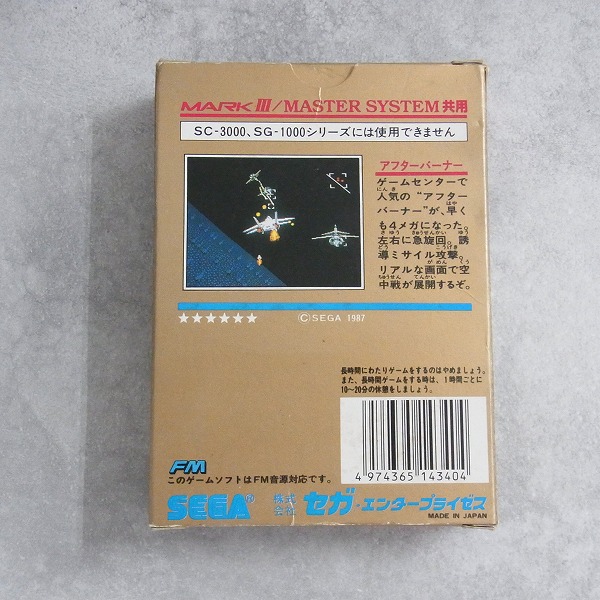 MARK III/MASTER SYSTEM共用
SC-3000、SG-1000シリーズには使用できません
アフターバーナー
ゲームセンターで
人気の“アフター
バーナー”が、早く
も4メガになった。
左右に急旋回。誘
導ミサイル攻撃。
リアルな画面で空
中戦が展開するぞ。
★★★★★★
©SEGA 1987
長時間にわたりゲームをするのはやめましょう。
また、長時間ゲームをする時は、1時間ごとに
10〜20分の休憩をしましょう。
4 974365 143404
FM
このゲームソフトはFM音源対応です。
SEGA® 株式会社 セガ・エンタープライゼス
MADE IN JAPAN